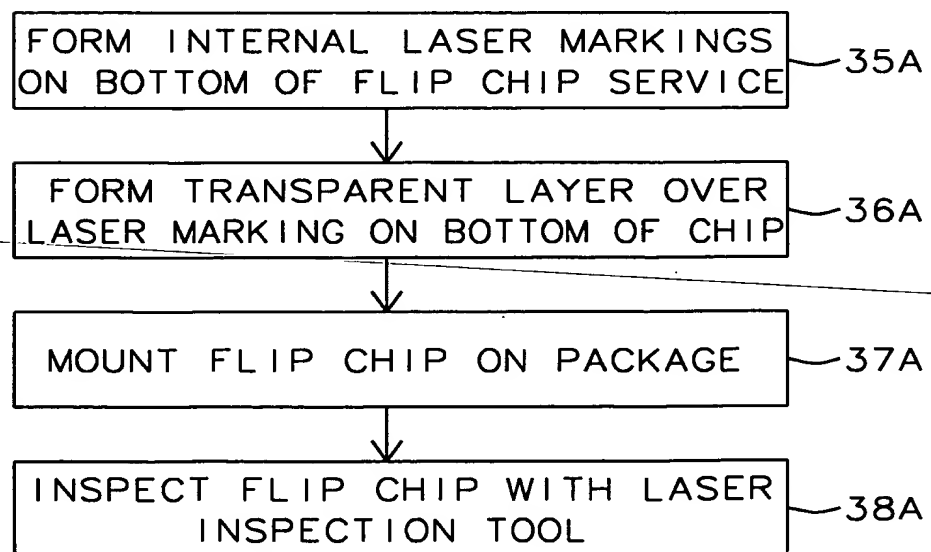 FORM INTERNAL LASER MARKINGS
ON BOTTOM OF FLIP CHIP SERVICE
35A
FORM TRANSPARENT LAYER OVER
LASER MARKING ON BOTTOM OF CHIP
36A
MOUNT FLIP CHIP ON PACKAGE
37A
INSPECT FLIP CHIP WITH LASER
INSPECTION TOOL
38A